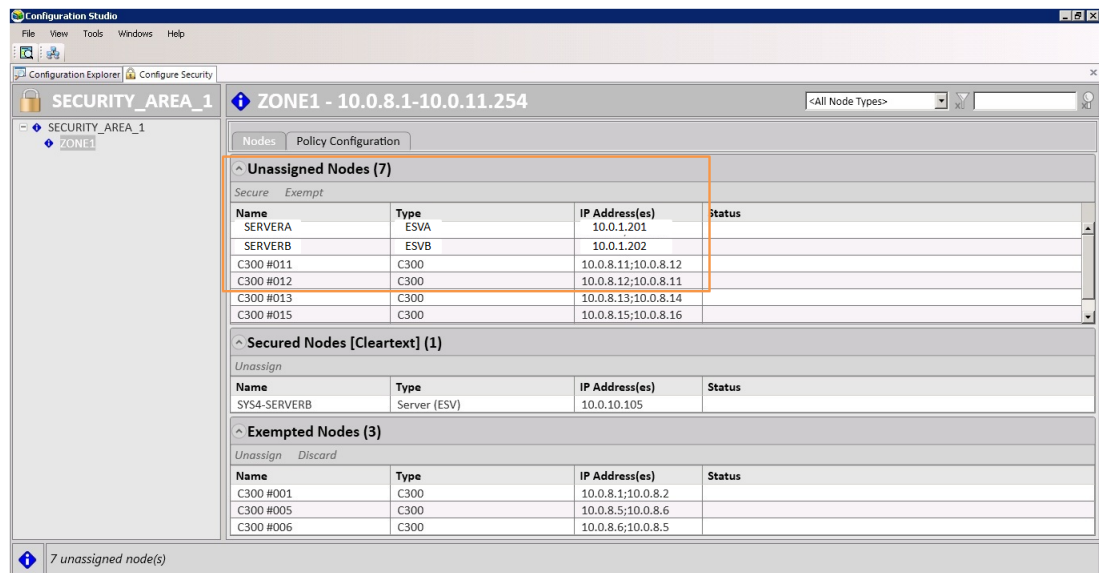 Configuration Studio
File View Tools Windows Help
Configuration Explorer Configure Security
SECURITY_AREA_1 ZONE1 - 10.0.8.1-10.0.11.254 <All Node Types>
SECURITY_AREA_1
ZONE1
Nodes Policy Configuration
Unassigned Nodes (7)
Secure Exempt
Name Type IP Address(es) Status
SERVERA ESVA 10.0.1.201
SERVERB ESVB 10.0.1.202
C300 #011 C300 10.0.8.11;10.0.8.12
C300 #012 C300 10.0.8.12;10.0.8.11
C300 #013 C300 10.0.8.13;10.0.8.14
C300 #015 C300 10.0.8.15;10.0.8.16
Secured Nodes [Cleartext] (1)
Unassign
Name Type IP Address(es) Status
SYS4-SERVERB Server (ESV) 10.0.10.105
Exempted Nodes (3)
Unassign Discard
Name Type IP Address(es) Status
C300 #001 C300 10.0.8.1;10.0.8.2
C300 #005 C300 10.0.8.5;10.0.8.6
C300 #006 C300 10.0.8.6;10.0.8.5
7 unassigned node(s)